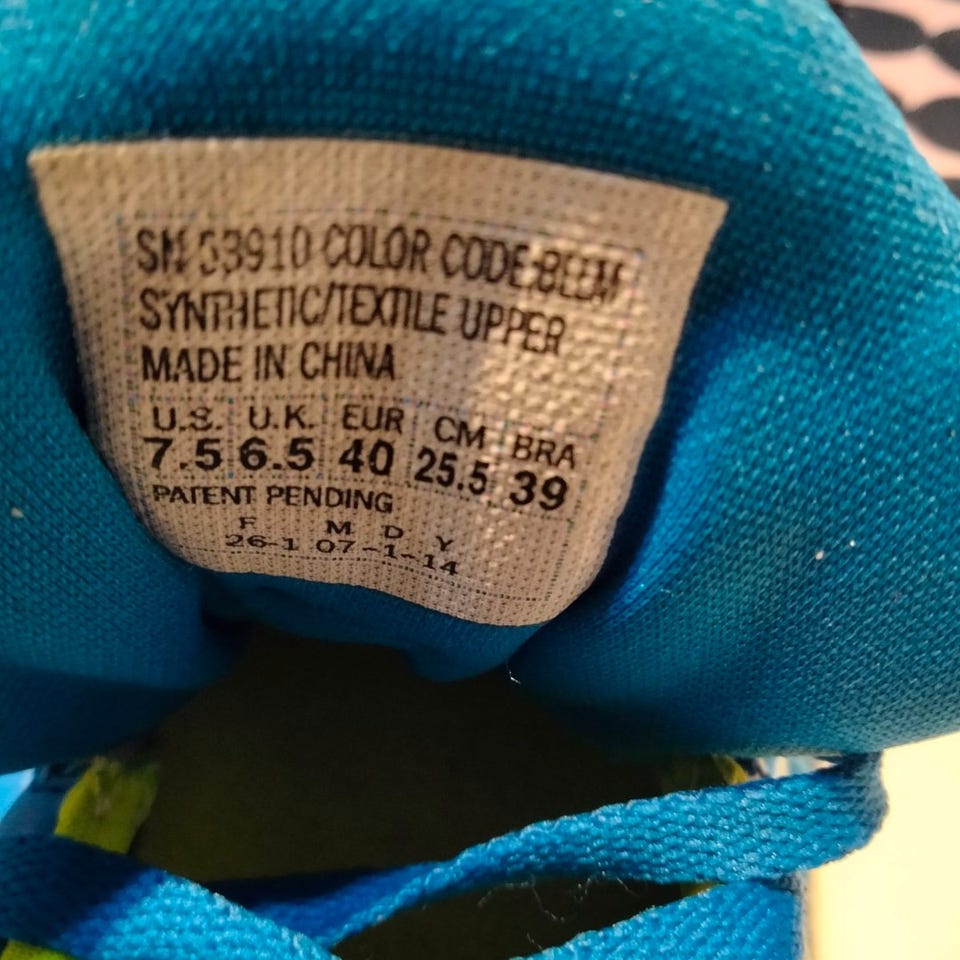 SN 53910 COLOR CODE:BLLM
SYNTHETIC/TEXTILE UPPER
MADE IN CHINA
U.S. U.K. EUR CM BRA
7.5 6.5 40 25.5 39
PATENT PENDING
F M D Y
26-1 07-1-14